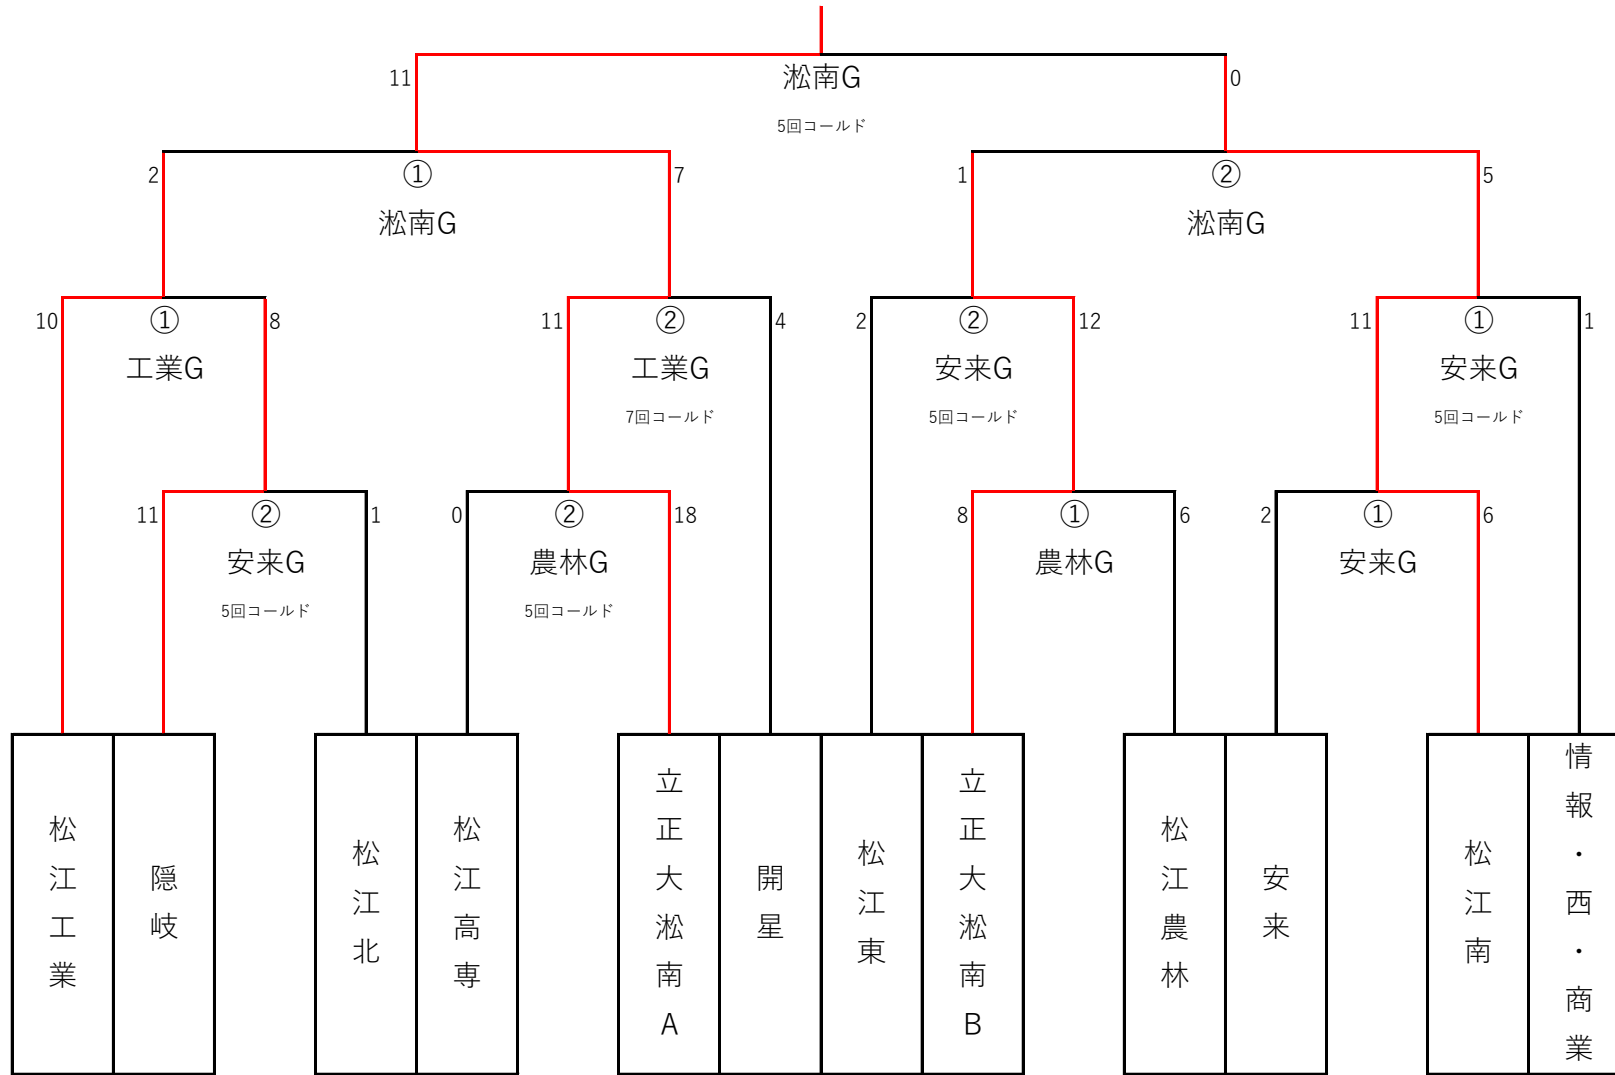 11
淞南G
0
5回コールド
2
①
7
1
②
5
淞南G
淞南G
10
①
8
11
②
4
2
②
12
11
①
1
工業G
工業G
安来G
安来G
7回コールド
5回コールド
5回コールド
11
②
1
0
②
18
8
①
6
2
①
6
安来G
農林G
農林G
安来G
5回コールド
5回コールド
松江工業
隠岐
松江北
松江高専
立正大淞南A
開星
松江東
立正大淞南B
松江農林
安来
松江南
情報・西・商業